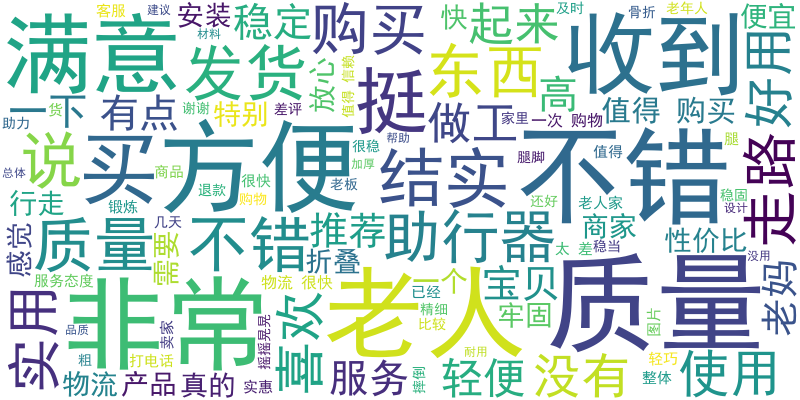 客服
建议
安装
稳定
购买
快
起来
及时
骨折
老年人
便宜
材料
满意
发货
放心
值得 信赖
东西
收到
好用
一下
货
有点
谢谢
特别
差评
挺
高
值得 购买
助力
做工
家里
一次 购物
帮助
说
买
方便
很稳
结实
腿脚
不错
值得
腿
走路
总体
商品
加厚
老板
退款
很快
购物
还好
老人家
稳固
设计
行走
锻炼
几天
质量
不错
推荐
助行器
商家
性价比
感觉
需要
折叠
太 差
稳当
没用
服务态度
物流 很快
一个
宝贝
老妈
实用
非常
喜欢
老人
已经
精细
比较
牢固
质量
图片
品质
卖家
摇摇晃晃
粗
打电话
摔倒
耐用
轻巧
物流
产品
真的
实惠
服务
轻便
没有
整体
使用